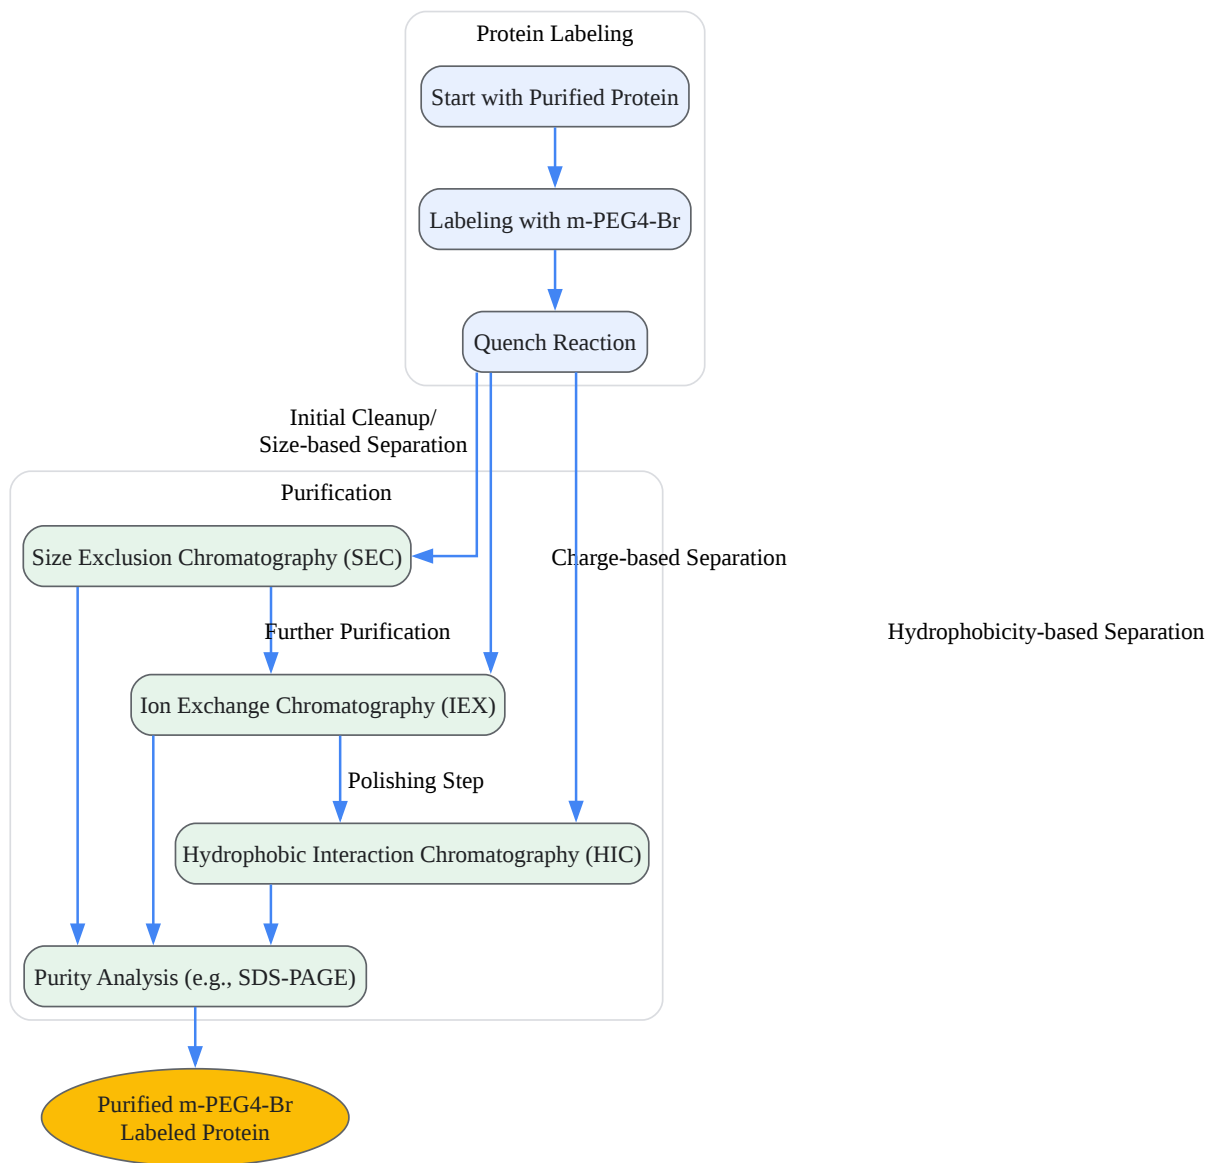 Protein Labeling
Start with Purified Protein
Labeling with m-PEG4-Br
Quench Reaction
Initial Cleanup/
Size-based Separation
Purification
Size Exclusion Chromatography (SEC)
Charge-based Separation
Further Purification
Hydrophobicity-based Separation
Ion Exchange Chromatography (IEX)
Polishing Step
Hydrophobic Interaction Chromatography (HIC)
Purity Analysis (e.g., SDS-PAGE)
Purified m-PEG4-Br
Labeled Protein